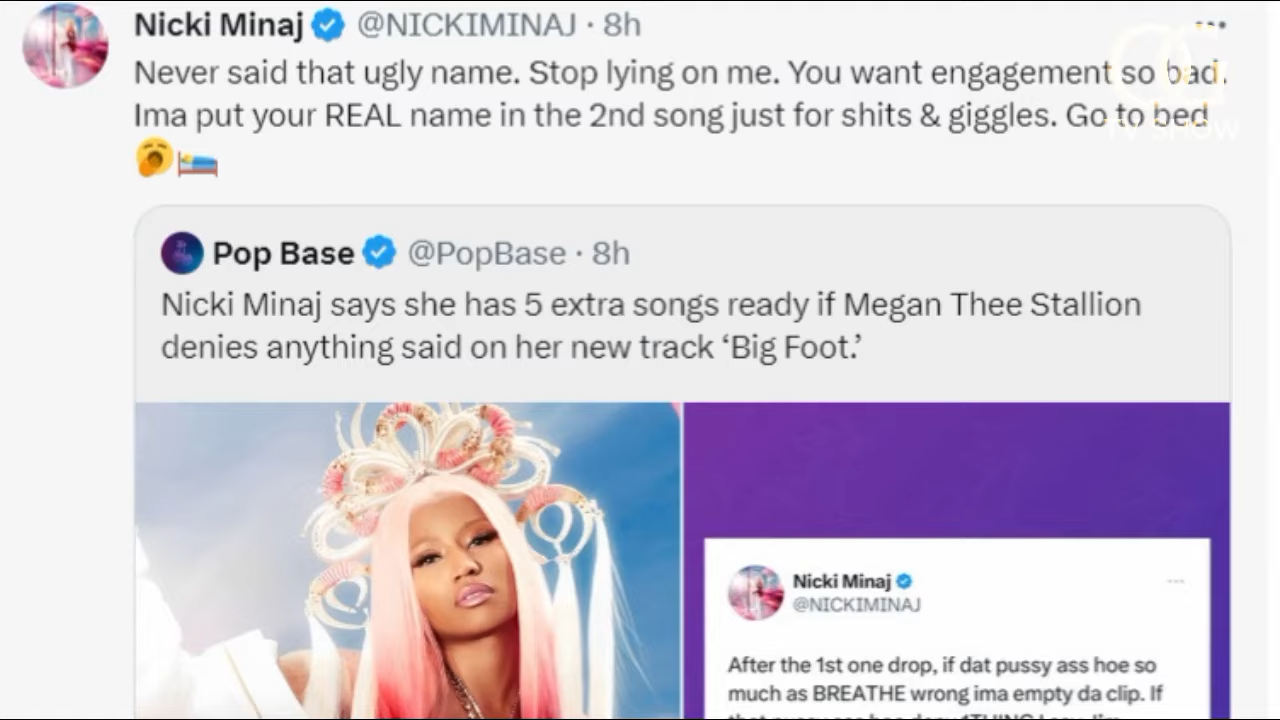 Nicki Minaj @NICKIMINAJ · 8h
Never said that ugly name. Stop lying on me. You want engagement so bad.
Ima put your REAL name in the 2nd song just for shits & giggles. Go to bed
🥱🛌
OG
TV SHOW
Pop Base @PopBase · 8h
Nicki Minaj says she has 5 extra songs ready if Megan Thee Stallion
denies anything said on her new track ‘Big Foot.’
Nicki Minaj
@NICKIMINAJ
After the 1st one drop, if dat pussy ass hoe so
much as BREATHE wrong ima empty da clip. If